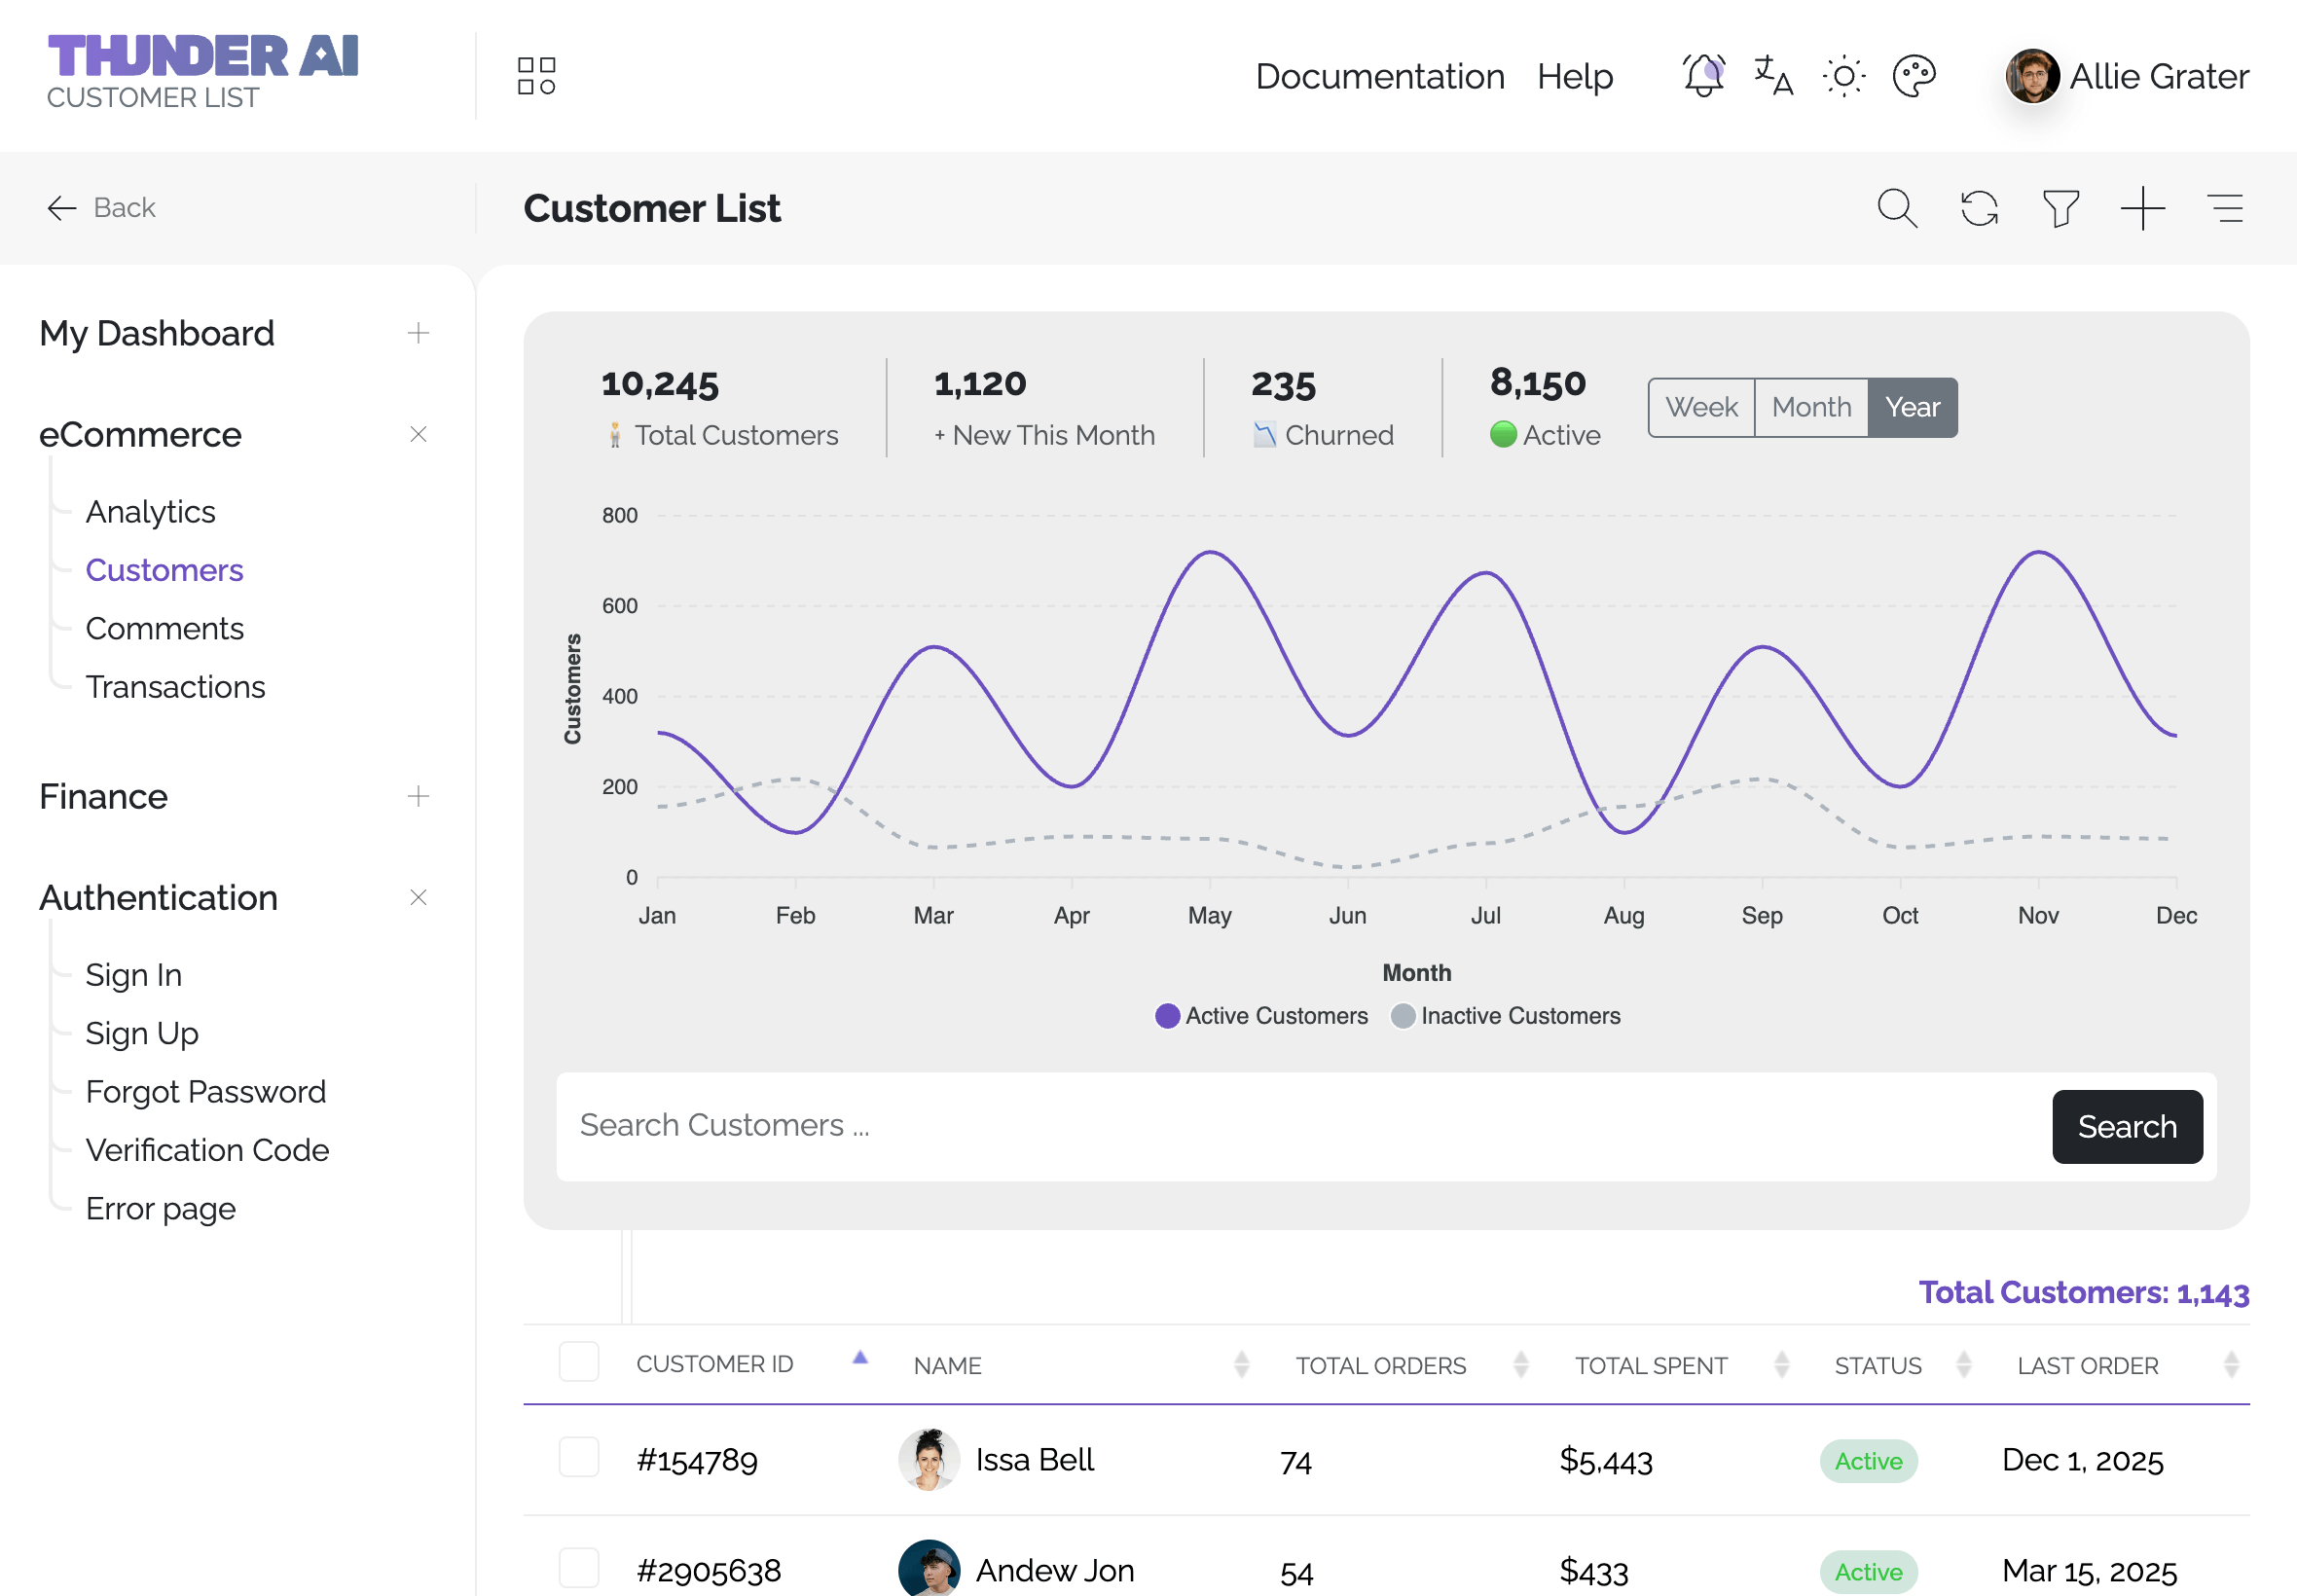 THUNDER AI
CUSTOMER LIST
Documentation Help
Allie Grater
Back
Customer List
My Dashboard
eCommerce
Analytics
Customers
Comments
Transactions
Finance
Authentication
Sign In
Sign Up
Forgot Password
Verification Code
Error page
10,245
Total Customers
1,120
+ New This Month
235
Churned
8,150
Active
Week Month Year
800
600
400
200
0
Customers
Jan Feb Mar Apr May Jun Jul Aug Sep Oct Nov Dec
Month
Active Customers Inactive Customers
Search Customers ...
Search
Total Customers: 1,143
CUSTOMER ID NAME TOTAL ORDERS TOTAL SPENT STATUS LAST ORDER
#154789 Issa Bell 74 $5,443 Active Dec 1, 2025
#2905638 Andew Jon 54 $433 Active Mar 15, 2025